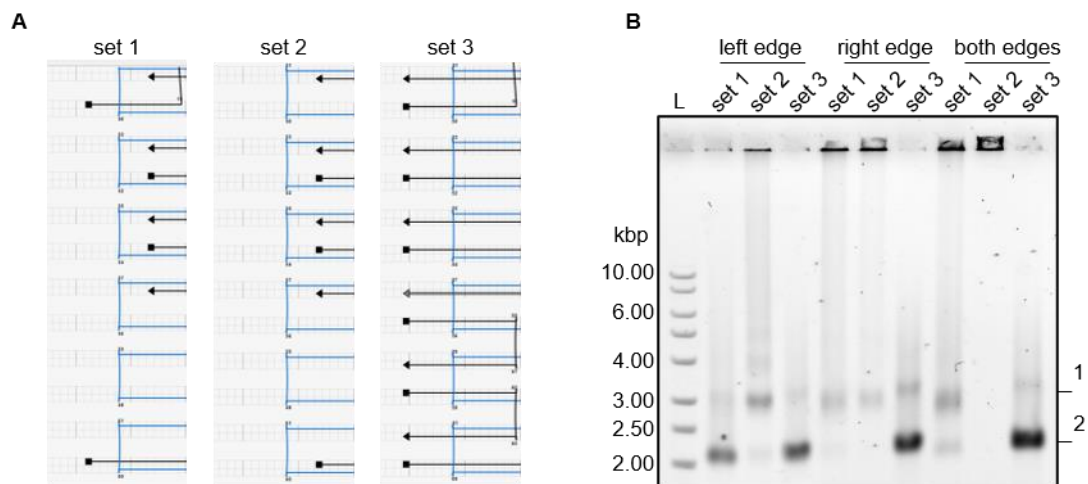 A
set 1 set 2 set 3
B
left edge right edge both edges
L set 1 set 2 set 3 set 1 set 2 set 3 set 1 set 2 set 3
kbp
10.00
6.00
4.00
3.00
2.50
2.00
1
2